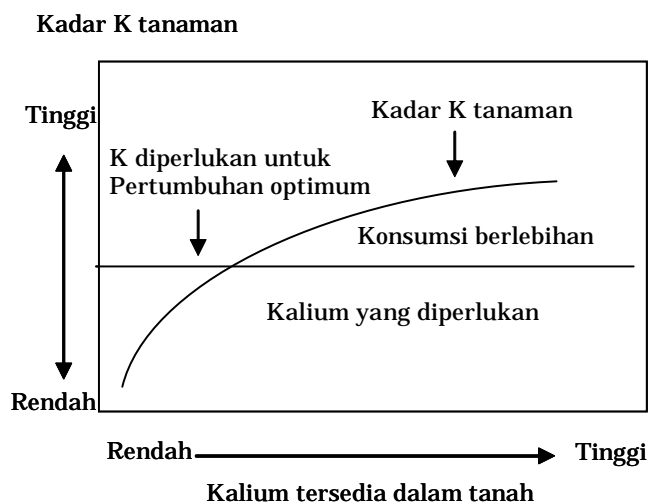 Kadar K tanaman
Tinggi
Kadar K tanaman
K diperlukan untuk
Pertumbuhan optimum
Konsumsi berlebihan
Kalium yang diperlukan
Rendah
Rendah Tinggi
Kalium tersedia dalam tanah